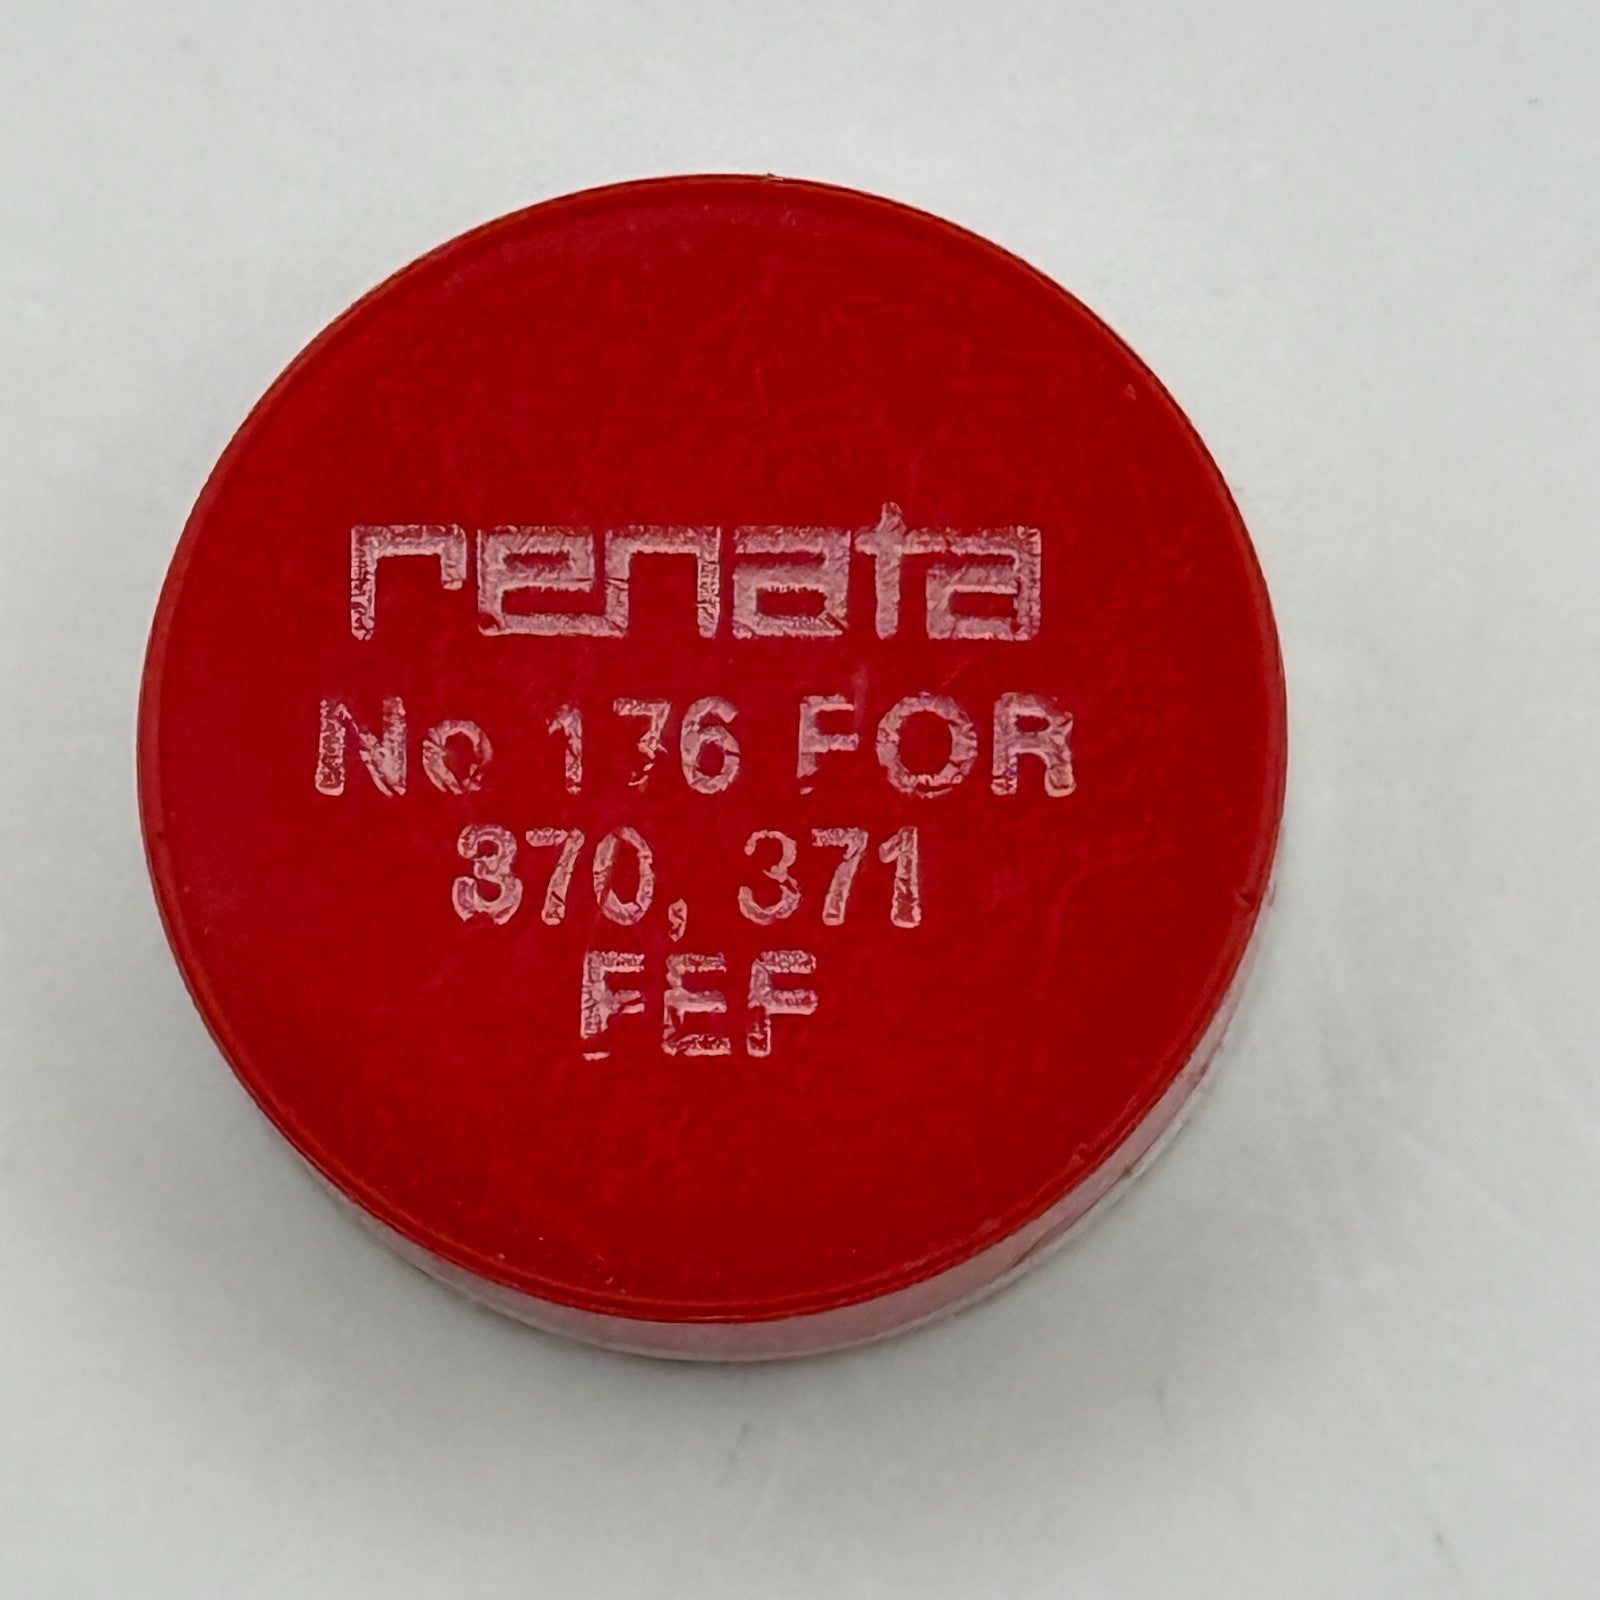 renata
No 176 FOR
370, 371
FEF